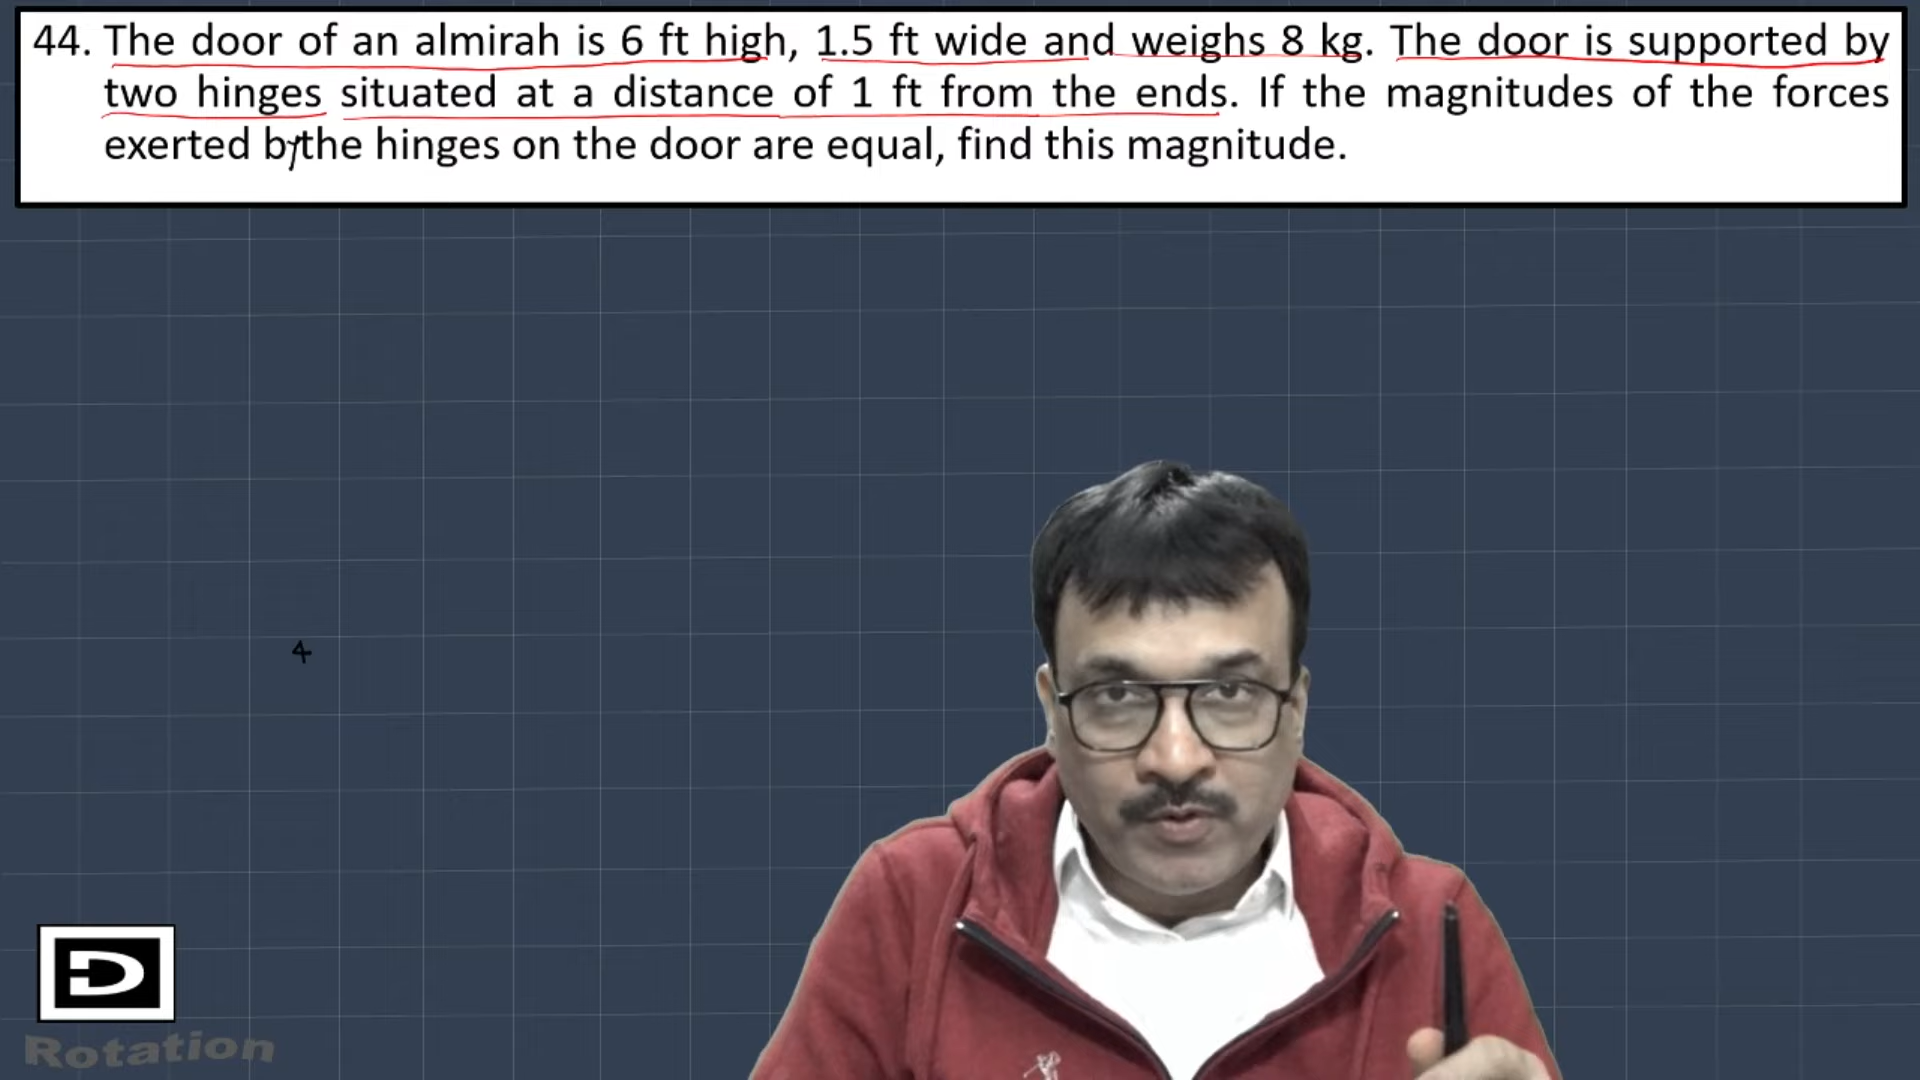 44. The door of an almirah is 6 ft high, 1.5 ft wide and weighs 8 kg. The door is supported by
two hinges situated at a distance of 1 ft from the ends. If the magnitudes of the forces
exerted by the hinges on the door are equal, find this magnitude.
4
D
Rotation